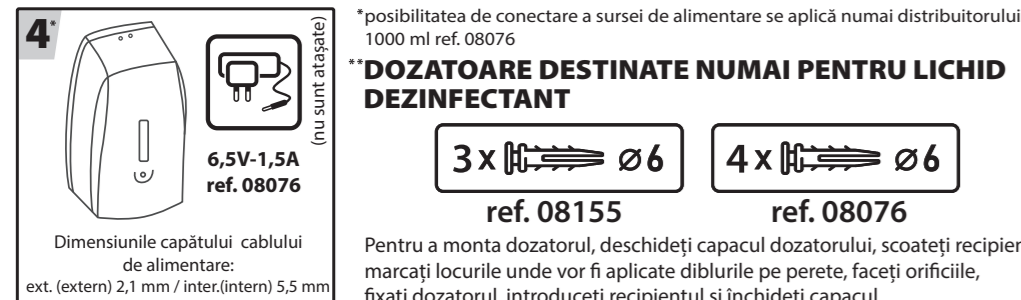 4*
(nu sunt atașate)
6,5V-1,5A
ref. 08076
Dimensiunile capătului cablului
de alimentare:
ext. (extern) 2,1 mm / inter.(intern) 5,5 mm
*posibilitatea de conectare a sursei de alimentare se aplică numai distribuitorului
1000 ml ref. 08076
**DOZATOARE DESTINATE NUMAI PENTRU LICHID
DEZINFECTANT
3 x ⌀6
ref. 08155
4 x ⌀6
ref. 08076
Pentru a monta dozatorul, deschideți capacul dozatorului, scoateți
marcați locurile unde vor fi aplicate diblurile pe perete, faceți orificiile,
fixați dozatorul, introduceți recipientul și închideți capacul